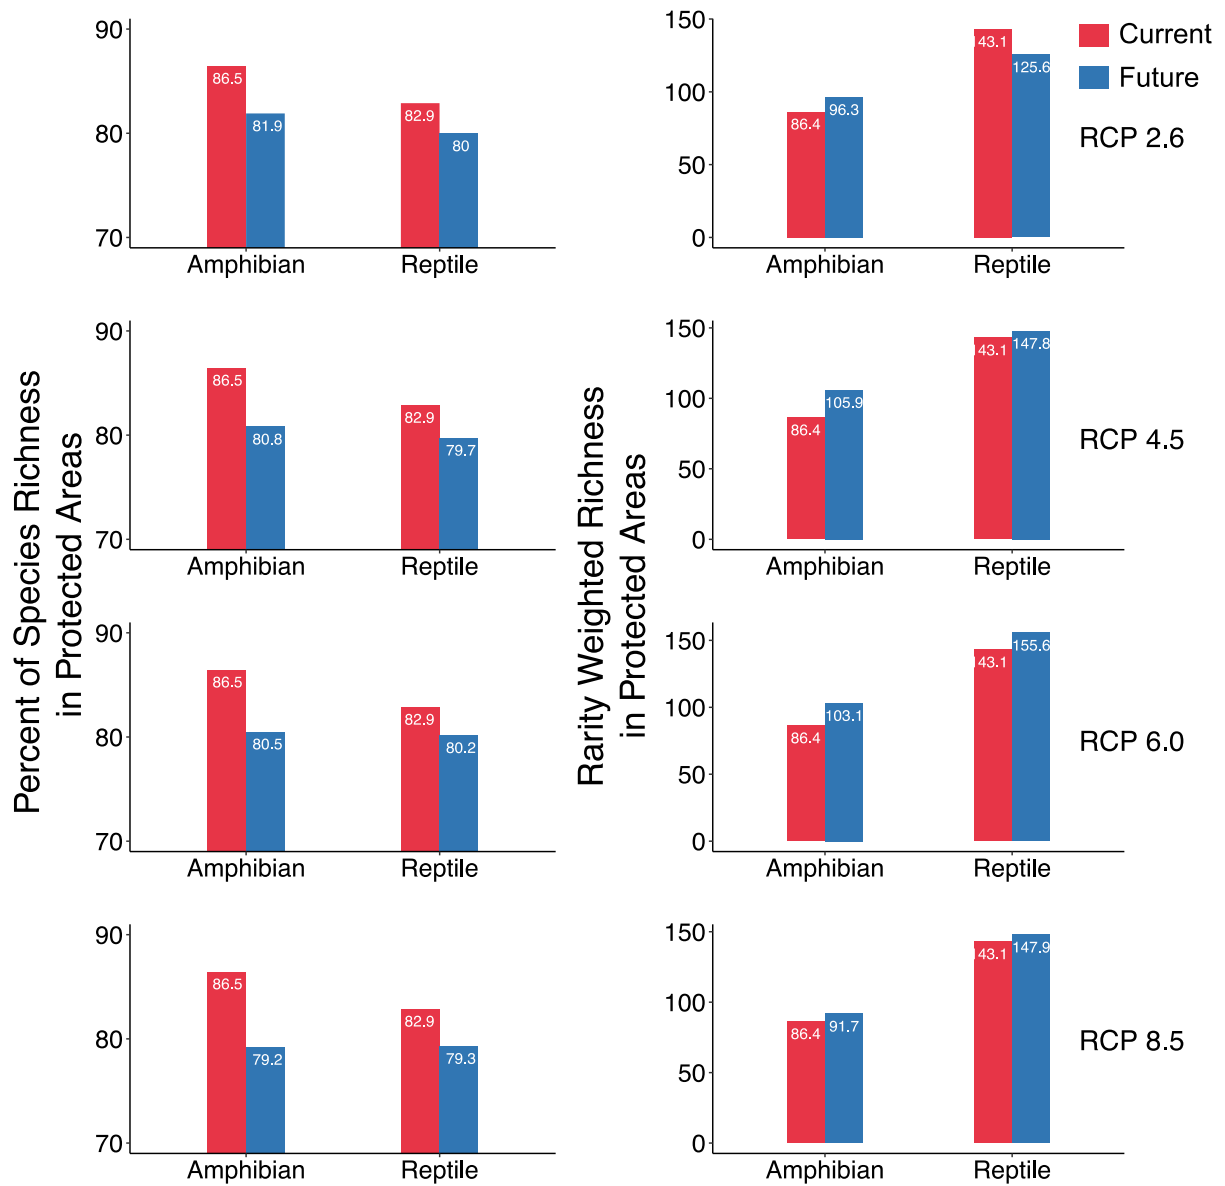 Percent of Species Richness
in Protected Areas
90
80
70
86.5
81.9
82.9
80
Amphibian
Reptile
Rarity Weighted Richness
in Protected Areas
150
100
50
0
86.4
96.3
143.1
125.6
Amphibian
Reptile
Current
Future
RCP 2.6
90
80
70
86.5
80.8
82.9
79.7
Amphibian
Reptile
150
100
50
0
86.4
105.9
143.1
147.8
Amphibian
Reptile
RCP 4.5
90
80
70
86.5
80.5
82.9
80.2
Amphibian
Reptile
150
100
50
0
86.4
103.1
143.1
155.6
Amphibian
Reptile
RCP 6.0
90
80
70
86.5
79.2
82.9
79.3
Amphibian
Reptile
150
100
50
0
86.4
91.7
143.1
147.9
Amphibian
Reptile
RCP 8.5